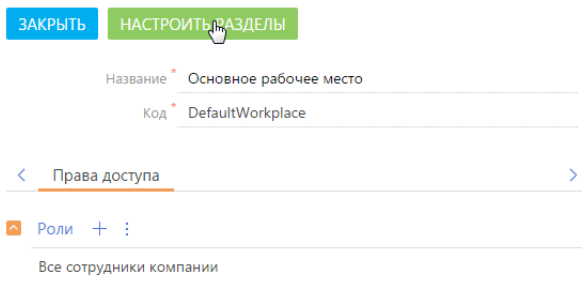 ЗАКРЫТЬ НАСТРОИТЬ РАЗДЕЛЫ
Название * Основное рабочее место
Код * DefaultWorkplace
Права доступа
Роли
Все сотрудники компании